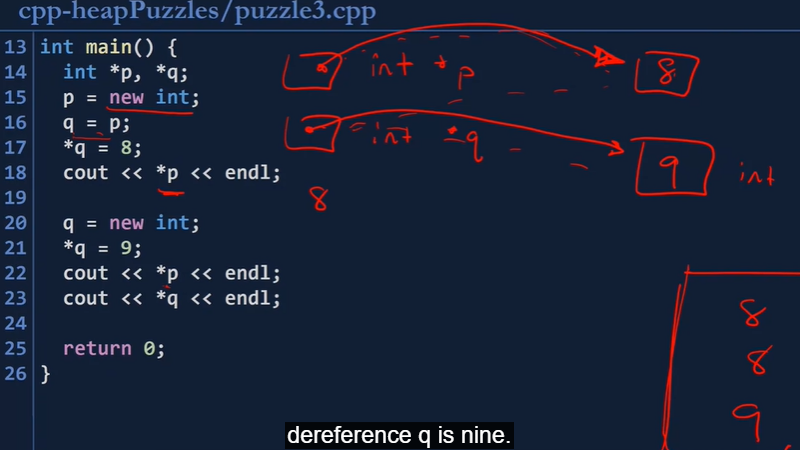 cpp-heapPuzzles/puzzle3.cpp
13 int main() {
14 int *p, *q;
15 p = new int;
16 q = p;
17 *q = 8;
18 cout << *p << endl;
19
20 q = new int;
21 *q = 9;
22 cout << *p << endl;
23 cout << *q << endl;
24
25 return 0;
26 }
int * p
8
int * q
9 int
8
8
8
9
dereference q is nine.